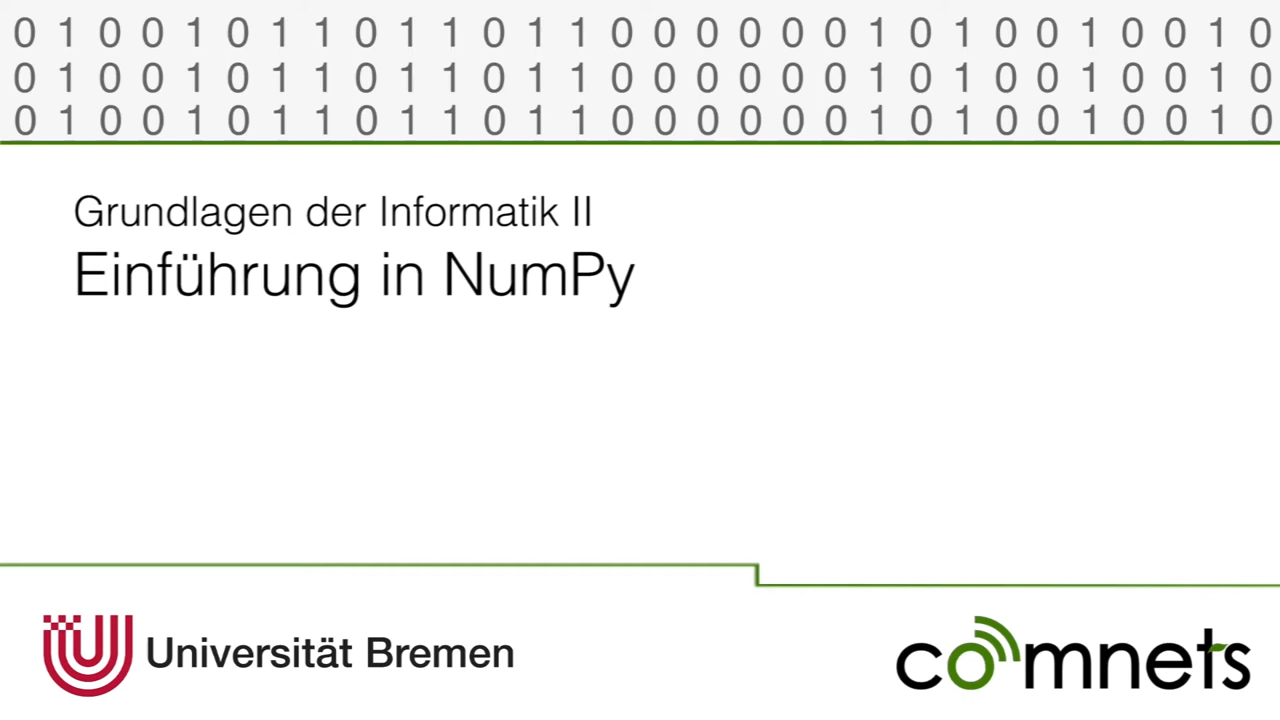 0 1 0 0 1 0 1 1 0 1 1 0 1 1 0 0 0 0 0 0 1 0 1 0 0 1 0 0 1 0
0 1 0 0 1 0 1 1 0 1 1 0 1 1 0 0 0 0 0 0 1 0 1 0 0 1 0 0 1 0
0 1 0 0 1 0 1 1 0 1 1 0 1 1 0 0 0 0 0 0 1 0 1 0 0 1 0 0 1 0
Grundlagen der Informatik II
Einführung in NumPy
Universität Bremen
comnets